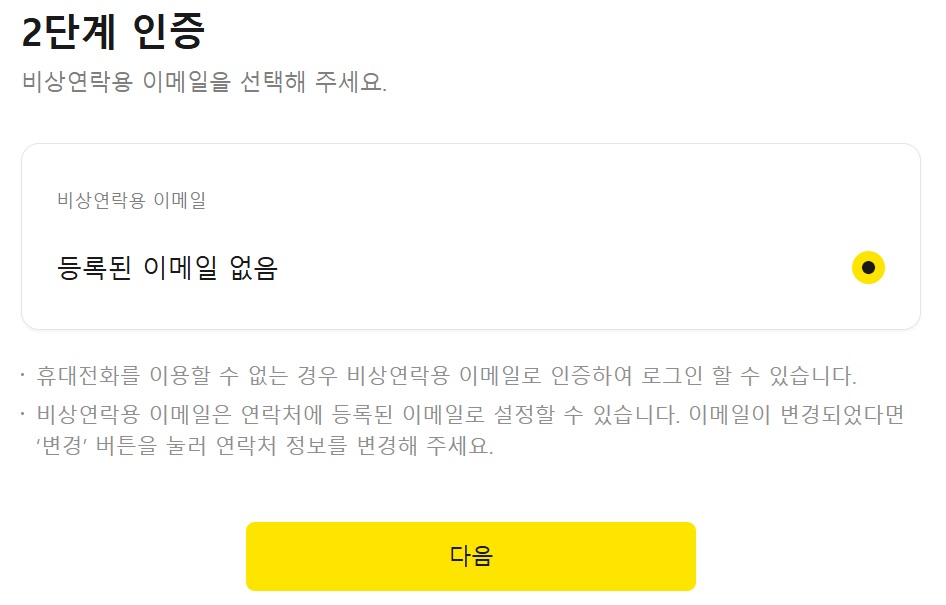 2단계 인증
비상연락용 이메일을 선택해 주세요.
비상연락용 이메일
등록된 이메일 없음
· 휴대전화를 이용할 수 없는 경우 비상연락용 이메일로 인증하여 로그인 할 수 있습니다.
· 비상연락용 이메일은 연락처에 등록된 이메일로 설정할 수 있습니다. 이메일이 변경되었다면
‘변경’ 버튼을 눌러 연락처 정보를 변경해 주세요.
다음